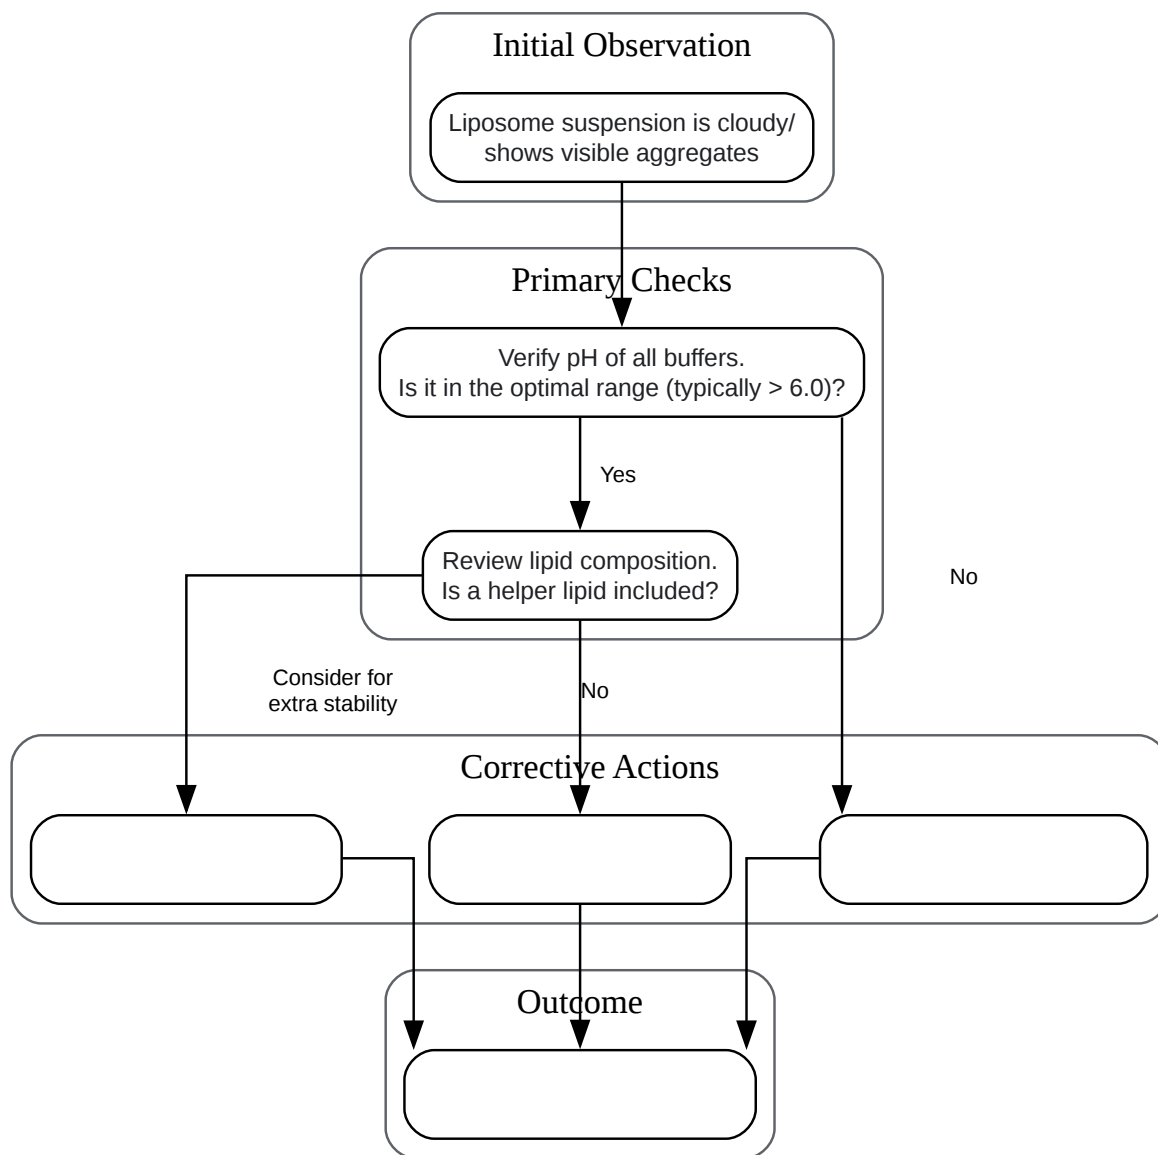 Initial Observation
Liposome suspension is cloudy/
shows visible aggregates
Primary Checks
Verify pH of all buffers.
Is it in the optimal range (typically > 6.0)?
Yes
Review lipid composition.
Is a helper lipid included?
No
Consider for
extra stability
No
Corrective Actions
Outcome